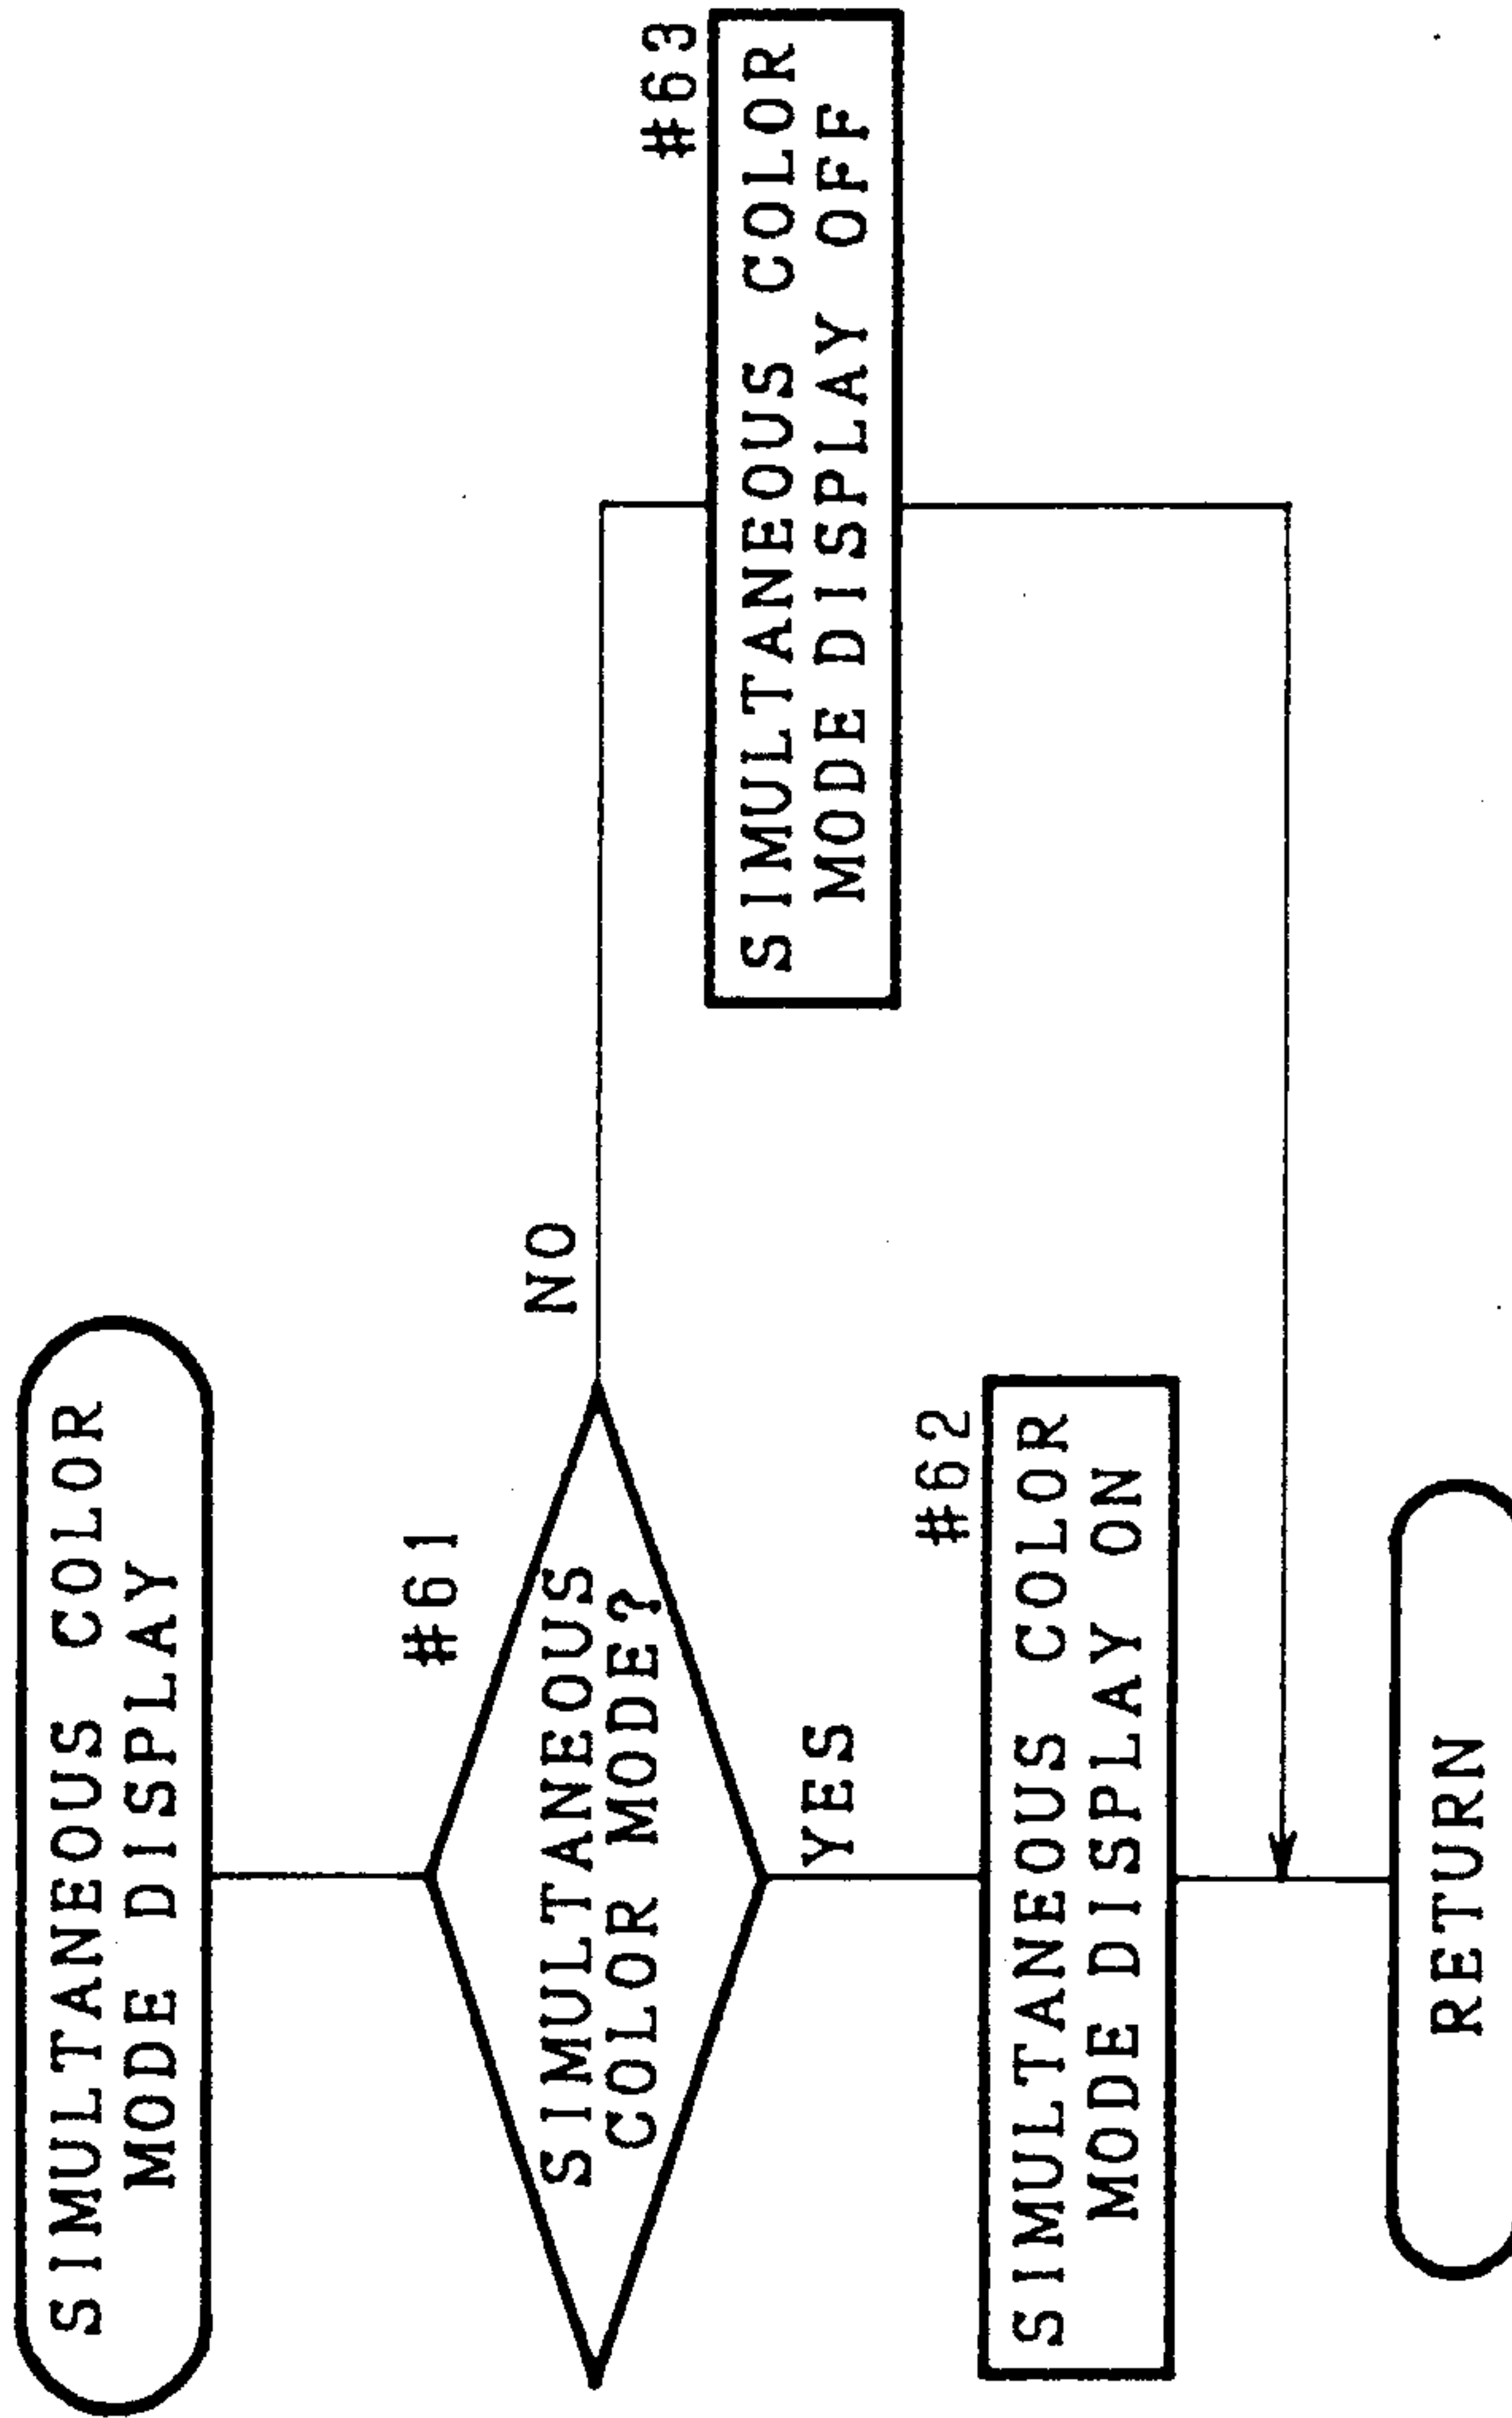 SIMULTANEOUS COLOR
MODE DISPLAY
#61
SIMULTANEOUS
COLOR MODE?
NO
YES
#62
SIMULTANEOUS COLOR
MODE DISPLAY ON
#63
SIMULTANEOUS COLOR
MODE DISPLAY OFF
RETURN